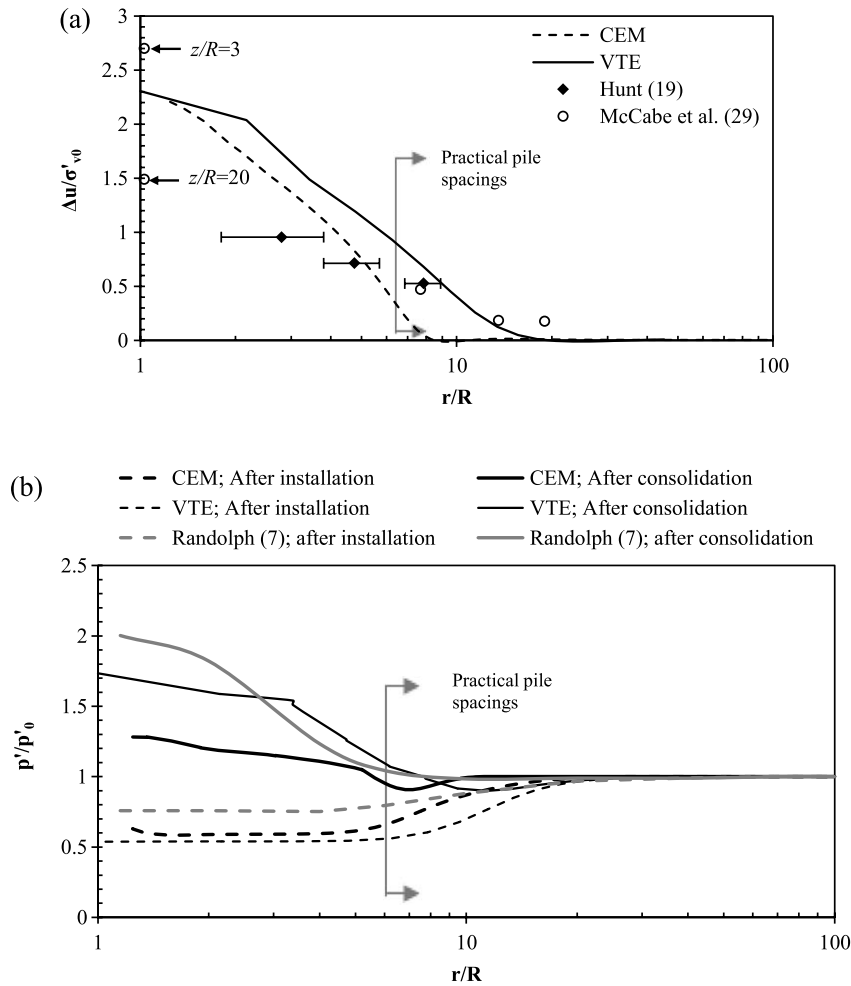 (a)
3
2.5
2
1.5
1
0.5
0
Δu/σ'v0
z/R=3
z/R=20
CEM
VTE
Hunt (19)
McCabe et al. (29)
Practical pile
spacings
1
10
100
r/R
(b)
CEM; After installation
CEM; After consolidation
VTE; After installation
VTE; After consolidation
Randolph (7); after installation
Randolph (7); after consolidation
2.5
2
1.5
1
0.5
0
p'/p'0
Practical pile
spacings
1
10
100
r/R